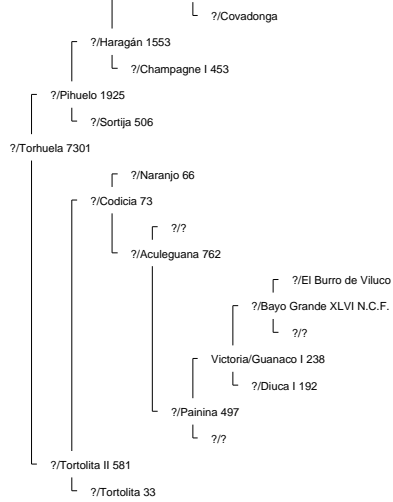 ?/Covadonga
?/Haragán 1553
?/Champagne I 453
?/Pihuelo 1925
?/Sortija 506
?/Torhuela 7301
?/Naranjo 66
?/Codicia 73
?/?
?/Aculeguana 762
?/El Burro de Viluco
?/Bayo Grande XLVI N.C.F.
?/?
Victoria/Guanaco I 238
?/Diuca I 192
?/Painina 497
?/?
?/Tortolita II 581
?/Tortolita 33